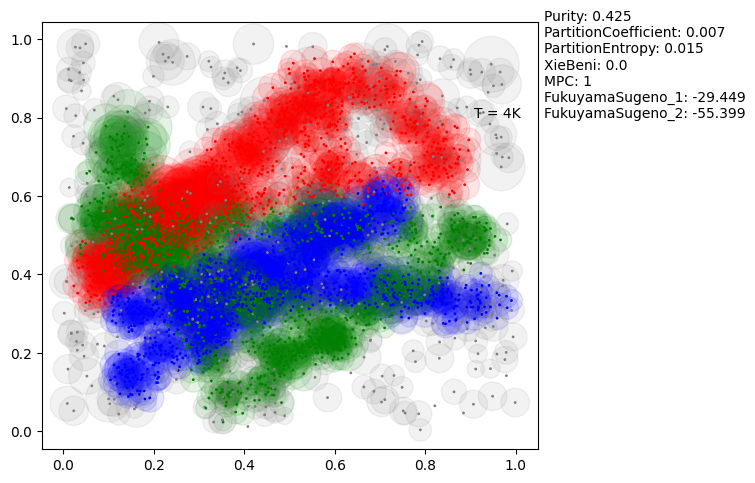 Purity: 0.425
PartitionCoefficient: 0.007
PartitionEntropy: 0.015
XieBeni: 0.0
MPC: 1
FukuyamaSugeno_1: -29.449
FukuyamaSugeno_2: -55.399
T = 4K
1.0
0.8
0.6
0.4
0.2
0.0
0.0 0.2 0.4 0.6 0.8 1.0